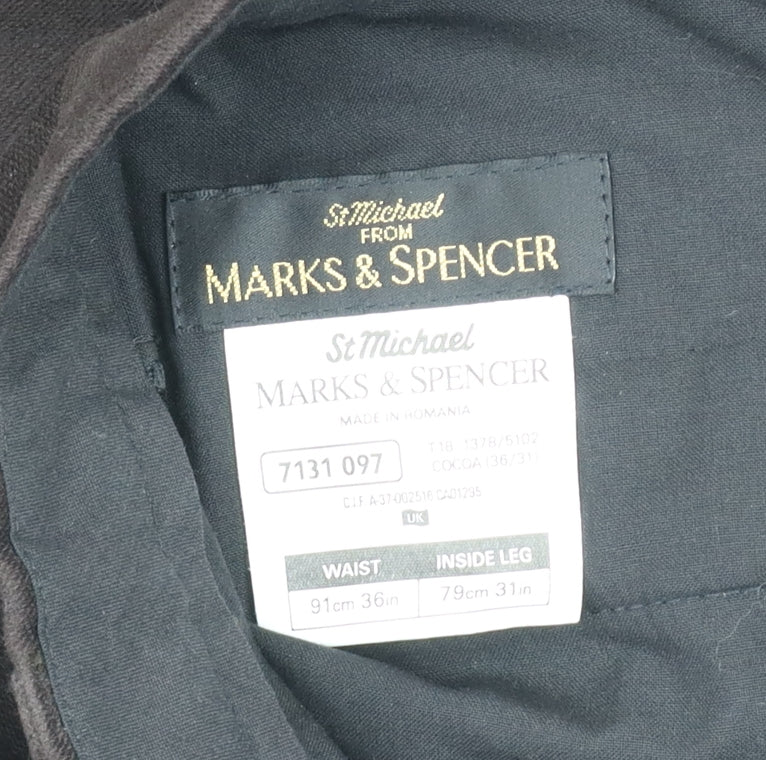 St Michael
FROM
MARKS & SPENCER
St Michael
MARKS & SPENCER
MADE IN ROMANIA
7131 097
T18 1378/5102
COCOA (36/31)
C.I.F. A-37-002516 CA01295
UK
WAIST INSIDE LEG
91cm 36in 79cm 31in